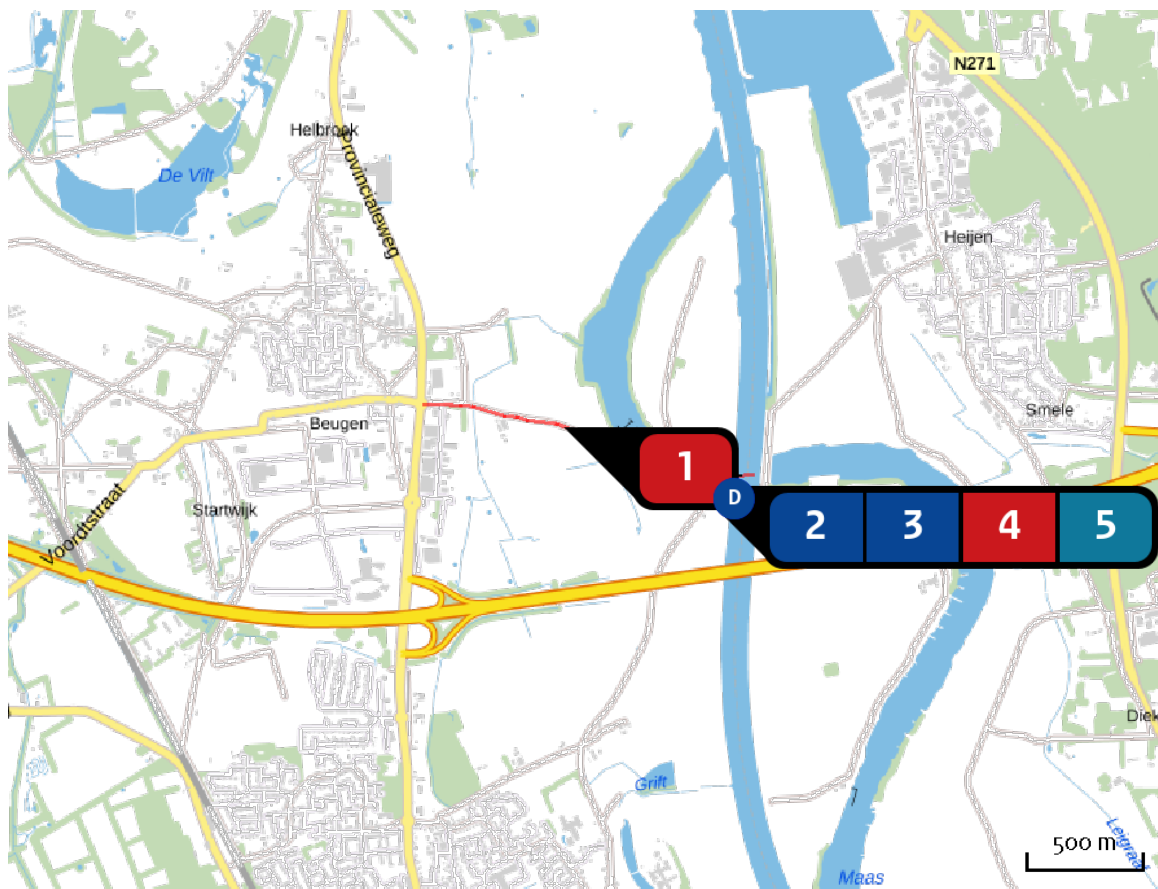 N271
Helbroek
Provincialeweg
De Vilt
Heijen
Smele
Beugen
1
D
2 3 4 5
Voordtstraat
Startwijk
Diek
Grift
500 m
Leigraaf
Maas